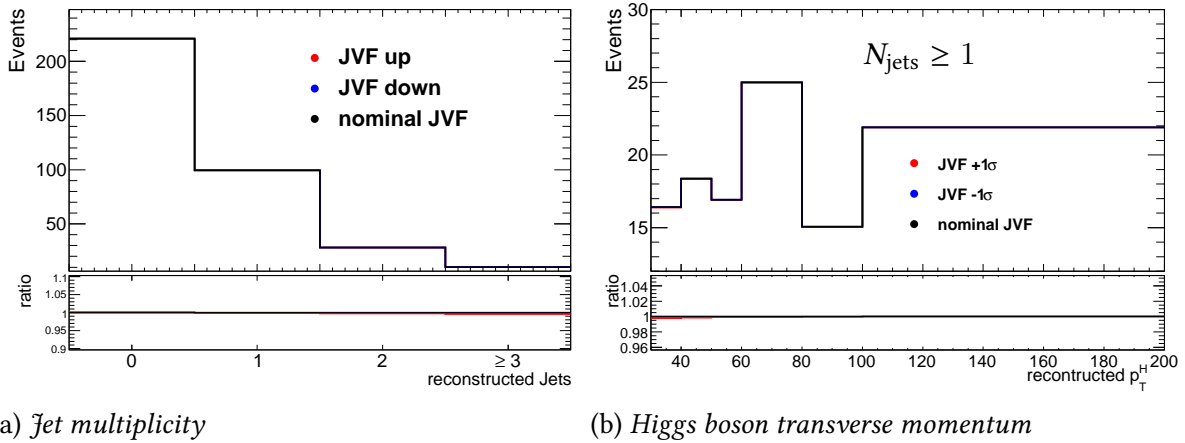 Events
200
150
100
50
JVF up
JVF down
nominal JVF
ratio
1.1
1.05
1
0.95
0.9
0
1
2
≥ 3
reconstructed Jets
a) Jet multiplicity
Events
30
25
20
15
N_jets ≥ 1
JVF +1σ
JVF -1σ
nominal JVF
ratio
1.04
1.02
1
0.98
0.96
40 60 80 100 120 140 160 180 200
recontructed p_T^H
(b) Higgs boson transverse momentum